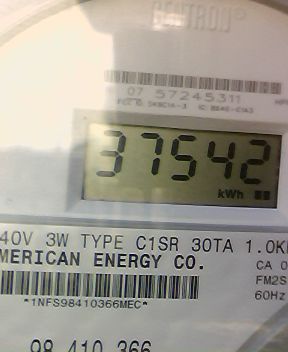 CENTRON®
07 57245311
37542
kWh
40V 3W TYPE C1SR 30TA 1.0K
MERICAN ENERGY CO.
CA 0
FM2S
60Hz
*1NFS98410366MEC*
98 410 366